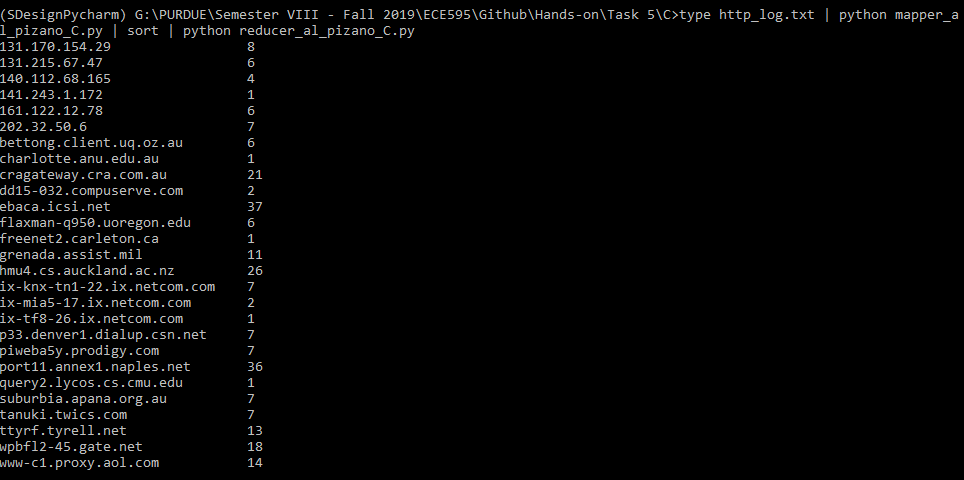 (SDesignPycharm) G:\PURDUE\Semester VIII - Fall 2019\ECE595\Github\Hands-on\Task 5\C>type http_log.txt | python mapper_a
l_pizano_C.py | sort | python reducer_al_pizano_C.py
131.170.154.29 8
131.215.67.47 6
140.112.68.165 4
141.243.1.172 1
161.122.12.78 6
202.32.50.6 7
bettong.client.uq.oz.au 6
charlotte.anu.edu.au 1
cragateway.cra.com.au 21
dd15-032.compuserve.com 2
ebaca.icsi.net 37
flaxman-q950.uoregon.edu 6
freenet2.carleton.ca 1
grenada.assist.mil 11
hmu4.cs.auckland.ac.nz 26
ix-knx-tn1-22.ix.netcom.com 7
ix-mia5-17.ix.netcom.com 2
ix-tf8-26.ix.netcom.com 1
p33.denver1.dialup.csn.net 7
piweba5y.prodigy.com 7
port11.annex1.naples.net 36
query2.lycos.cs.cmu.edu 1
suburbia.apana.org.au 7
tanuki.twics.com 7
ttyrf.tyrell.net 13
wpbfl2-45.gate.net 18
www-c1.proxy.aol.com 14